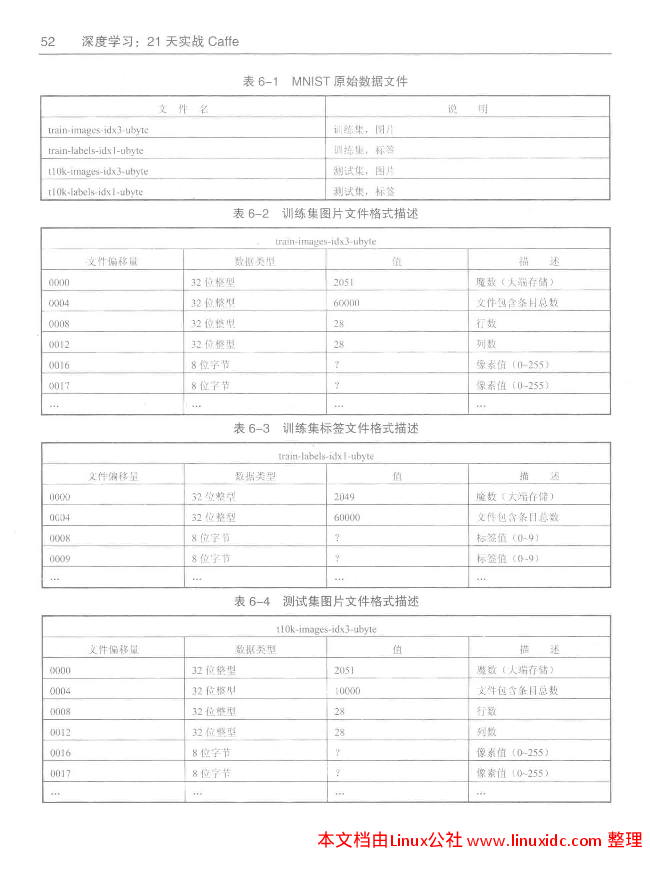 52 深度学习：21 天实战 Caffe
表 6-1 MNIST 原始数据文件
文 件 名 说 明
train-images-idx3-ubyte 训练集，图片
train-labels-idx1-ubyte 训练集，标签
t10k-images-idx3-ubyte 测试集，图片
t10k-labels-idx1-ubyte 测试集，标签
表 6-2 训练集图片文件格式描述
train-images-idx3-ubyte
文件偏移量 数据类型 值 描 述
0000 32 位整型 2051 魔数（大端存储）
0004 32 位整型 60000 文件包含条目总数
0008 32 位整型 28 行数
0012 32 位整型 28 列数
0016 8 位字节 ? 像素值（0~255）
0017 8 位字节 ? 像素值（0~255）
… … … …
表 6-3 训练集标签文件格式描述
train-labels-idx1-ubyte
文件偏移量 数据类型 值 描 述
0000 32 位整型 2049 魔数（大端存储）
0004 32 位整型 60000 文件包含条目总数
0008 8 位字节 ? 标签值（0~9）
0009 8 位字节 ? 标签值（0~9）
… … … …
表 6-4 测试集图片文件格式描述
t10k-images-idx3-ubyte
文件偏移量 数据类型 值 描 述
0000 32 位整型 2051 魔数（大端存储）
0004 32 位整型 10000 文件包含条目总数
0008 32 位整型 28 行数
0012 32 位整型 28 列数
0016 8 位字节 ? 像素值（0~255）
0017 8 位字节 ? 像素值（0~255）
… … … …
本文档由Linux公社 www.linuxidc.com 整理